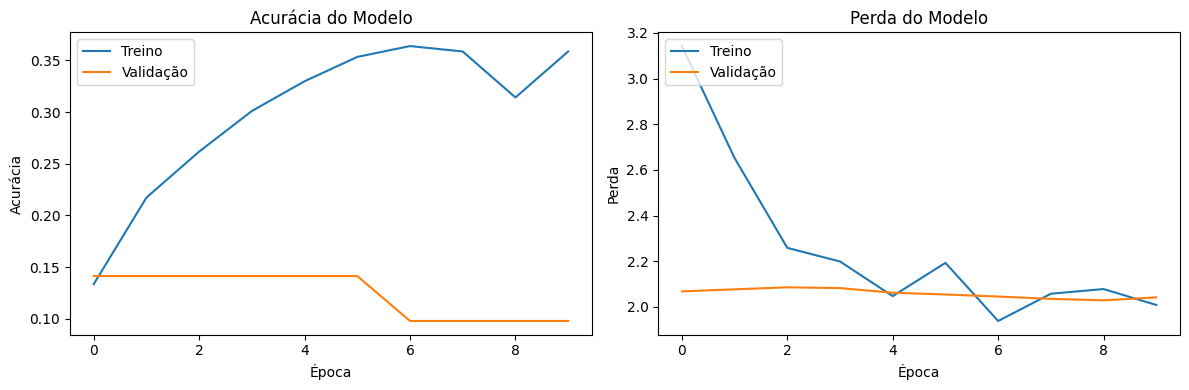 Acurácia do Modelo
Treino
Validação
0.35
0.30
0.25
0.20
0.15
0.10
Acurácia
0
2
4
6
8
Época
Perda do Modelo
Treino
Validação
3.2
3.0
2.8
2.6
2.4
2.2
2.0
Perda
0
2
4
6
8
Época